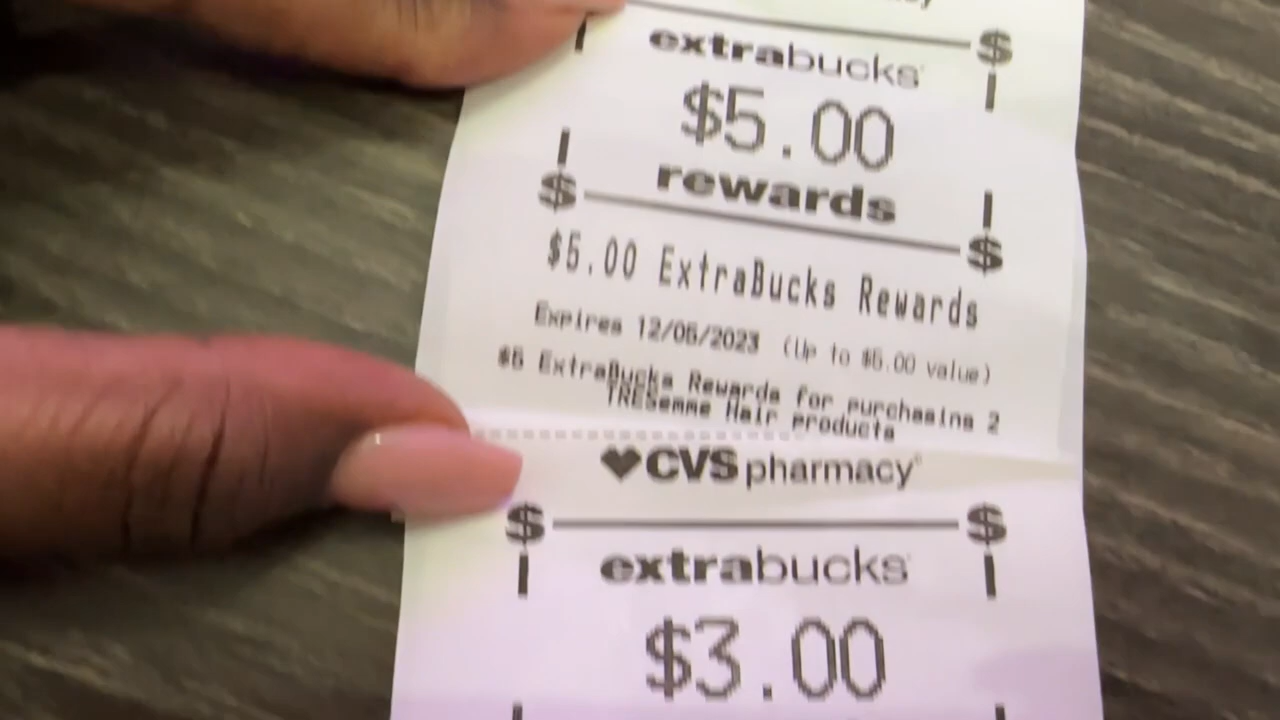 extrabucks
$5.00
rewards
$5.00 ExtraBucks Rewards
Expires 12/05/2023 (Up to $5.00 value)
$5 ExtraBucks Rewards for purchasing 2
TRESemme Hair products
CVS pharmacy
extrabucks
$3.00